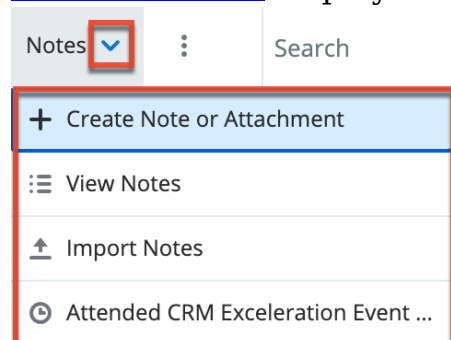 Notes
Search
Create Note or Attachment
View Notes
Import Notes
Attended CRM Exceleration Event ...